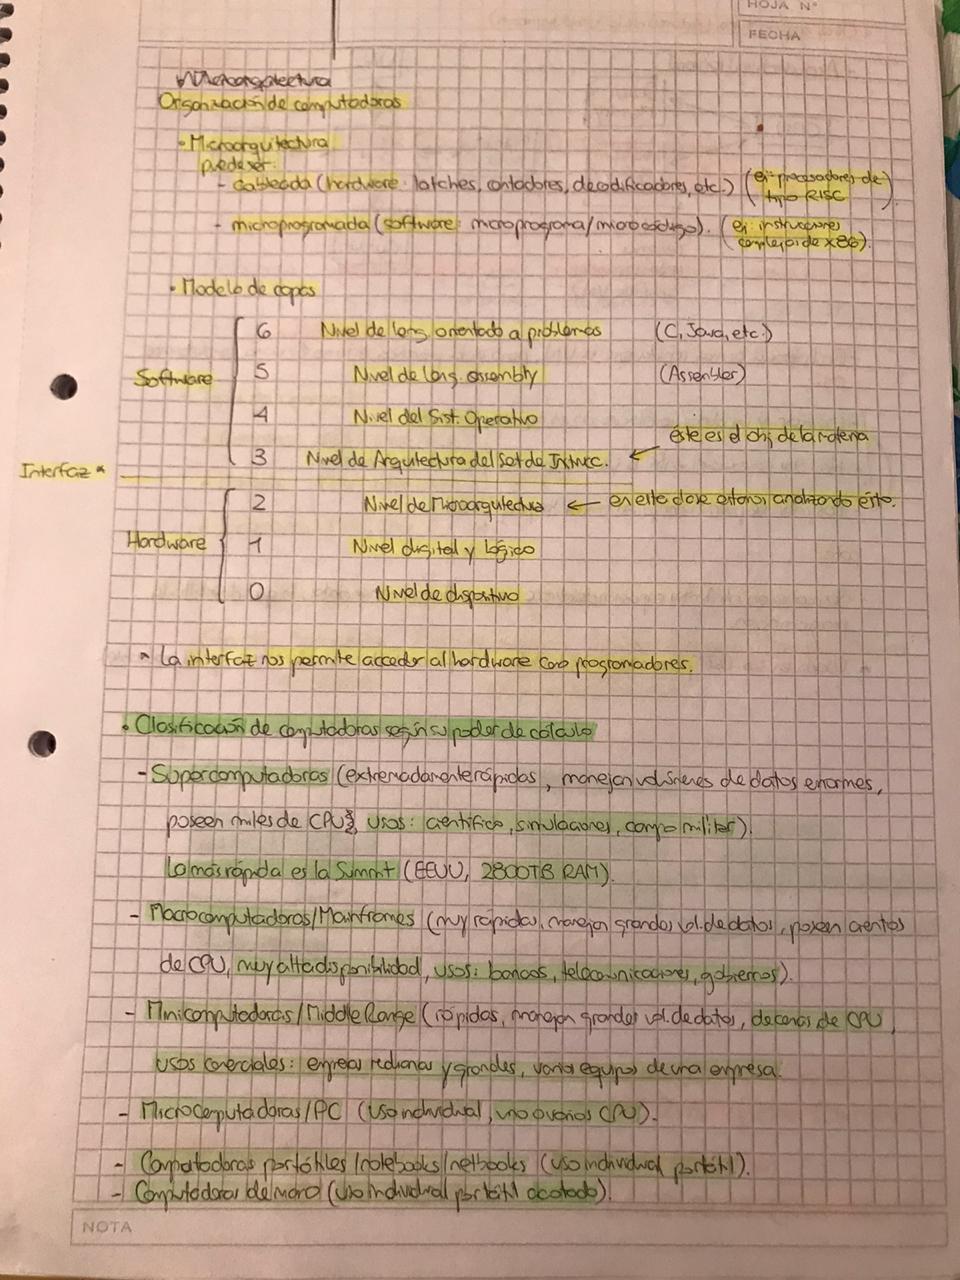 HOJA N°
FECHA
Microarquitectura
Organización de computadoras
• Microarquitectura
puede ser:
- cableada (hardware: latches, contadores, decodificadores, etc.) (ej: procesadores de
tipo RISC)
- microprogramada (software: microprograma/microcódigo). (ej: instrucciones
complejas de x86).
• Modelo de capas
6 Nivel de leng. orientado a problemas (C, Java, etc.)
Software
5 Nivel de leng. assembly (Assembler)
4 Nivel del Sist. Operativo
éste es el obj de la materia
3 Nivel de Arquitectura del Set de Instrucc. ←
Interfaz *
2 Nivel de Microarquitectura ← en esta clase estamos analizando ésto.
Hardware
1 Nivel digital y lógico
0 Nivel de dispositivo
* La interfaz nos permite acceder al hardware como programadores.
• Clasificación de computadoras según su poder de cálculo
- Supercomputadoras (extremadamente rápidas, manejan volúmenes de datos enormes,
poseen miles de CPUs, usos: científico, simulaciones, campo militar).
La más rápida es la Summit (EEUU, 2800TB RAM).
- Macrocomputadoras/Mainframes (muy rápidas, manejan grandes vol. de datos, poseen cientos
de CPU, muy alta disponibilidad, usos: bancos, telecomunicaciones, gobiernos).
- Minicomputadoras/Middle Range (rápidas, manejan grandes vol. de datos, decenas de CPU,
usos comerciales: empresas medianas y grandes, varios equipos de una empresa.
- Microcomputadoras/PC (uso individual, uno o varios CPU).
- Computadoras portátiles/notebooks/netbooks (uso individual portátil).
- Computadoras de mano (uso individual portátil acotado).
NOTA